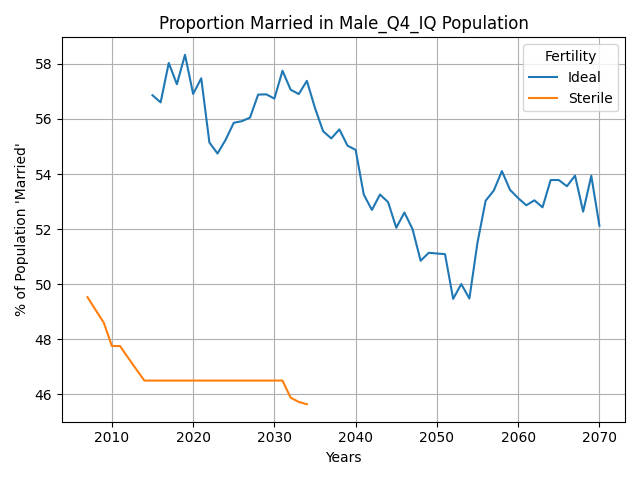 Proportion Married in Male_Q4_IQ Population
Fertility
Ideal
Sterile
% of Population 'Married'
58
56
54
52
50
48
46
2010
2020
2030
2040
2050
2060
2070
Years